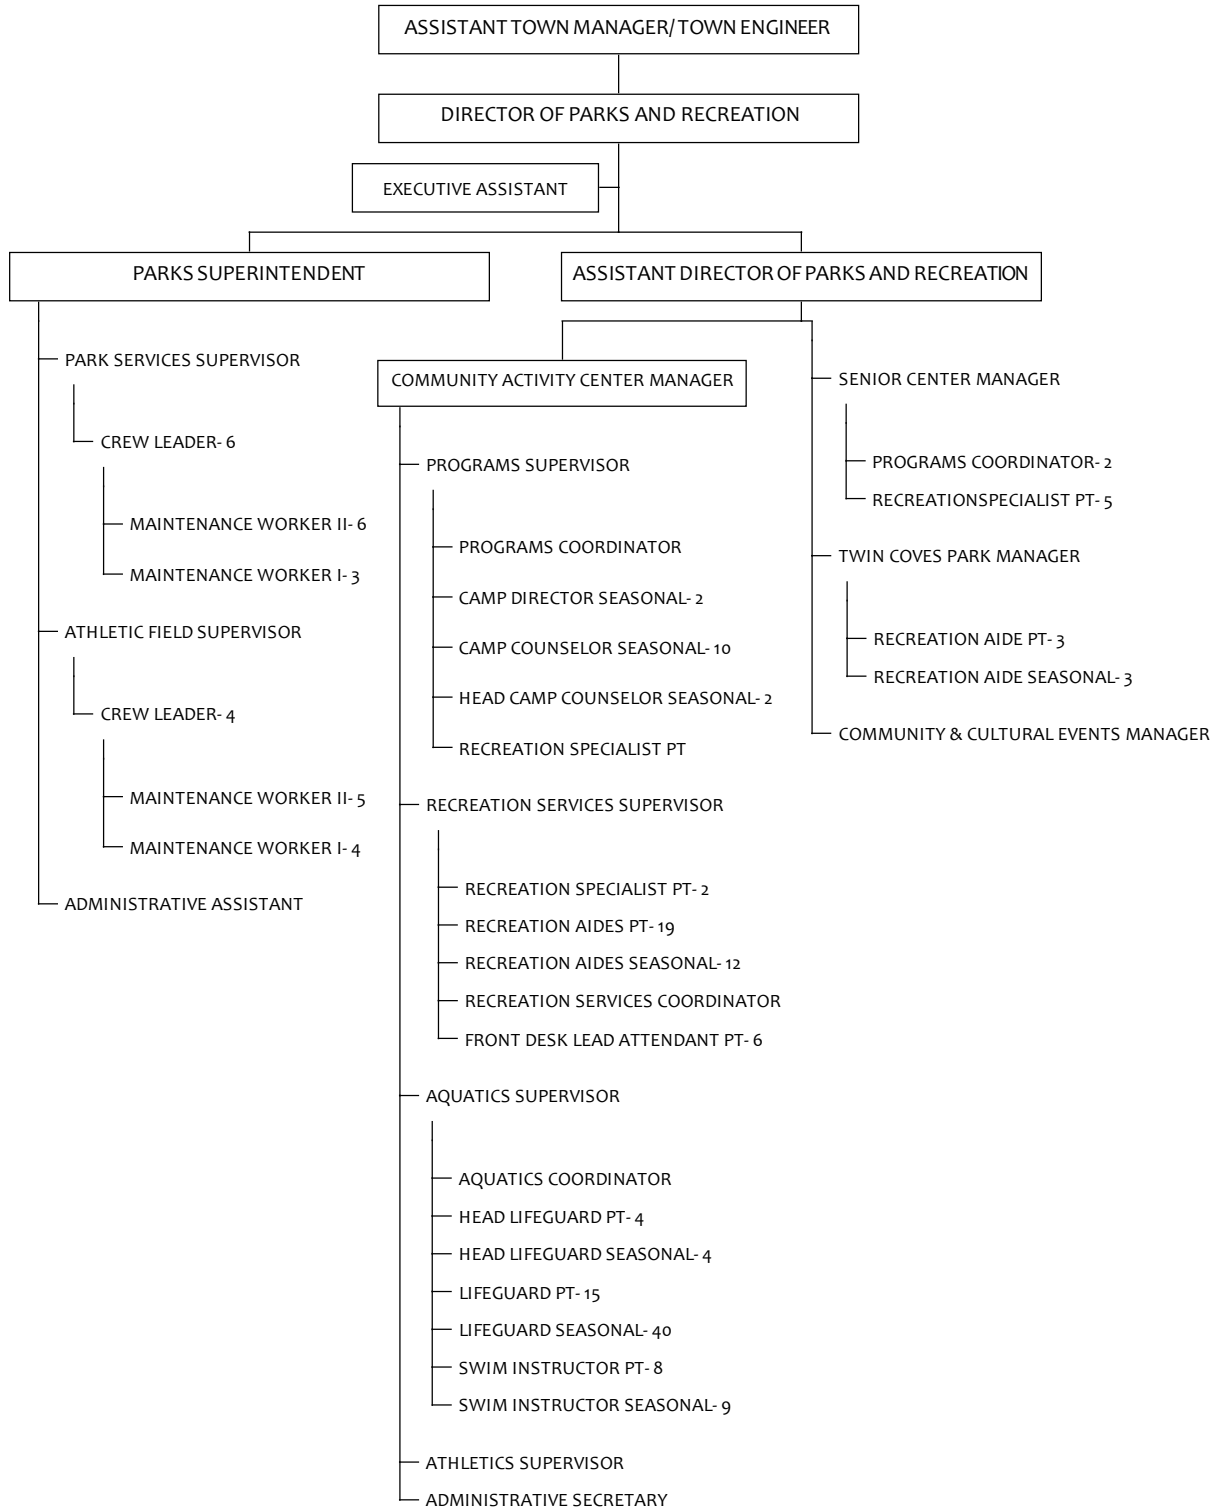 ASSISTANT TOWN MANAGER/ TOWN ENGINEER
DIRECTOR OF PARKS AND RECREATION
EXECUTIVE ASSISTANT
PARKS SUPERINTENDENT
ASSISTANT DIRECTOR OF PARKS AND RECREATION
PARK SERVICES SUPERVISOR
CREW LEADER- 6
MAINTENANCE WORKER II- 6
MAINTENANCE WORKER I- 3
ATHLETIC FIELD SUPERVISOR
CREW LEADER- 4
MAINTENANCE WORKER II- 5
MAINTENANCE WORKER I- 4
ADMINISTRATIVE ASSISTANT
COMMUNITY ACTIVITY CENTER MANAGER
PROGRAMS SUPERVISOR
PROGRAMS COORDINATOR
CAMP DIRECTOR SEASONAL- 2
CAMP COUNSELOR SEASONAL- 10
HEAD CAMP COUNSELOR SEASONAL- 2
RECREATION SPECIALIST PT
RECREATION SERVICES SUPERVISOR
RECREATION SPECIALIST PT- 2
RECREATION AIDES PT- 19
RECREATION AIDES SEASONAL- 12
RECREATION SERVICES COORDINATOR
FRONT DESK LEAD ATTENDANT PT- 6
AQUATICS SUPERVISOR
AQUATICS COORDINATOR
HEAD LIFEGUARD PT- 4
HEAD LIFEGUARD SEASONAL- 4
LIFEGUARD PT- 15
LIFEGUARD SEASONAL- 40
SWIM INSTRUCTOR PT- 8
SWIM INSTRUCTOR SEASONAL- 9
ATHLETICS SUPERVISOR
ADMINISTRATIVE SECRETARY
SENIOR CENTER MANAGER
PROGRAMS COORDINATOR- 2
RECREATIONSPECIALIST PT- 5
TWIN COVES PARK MANAGER
RECREATION AIDE PT- 3
RECREATION AIDE SEASONAL- 3
COMMUNITY & CULTURAL EVENTS MANAGER